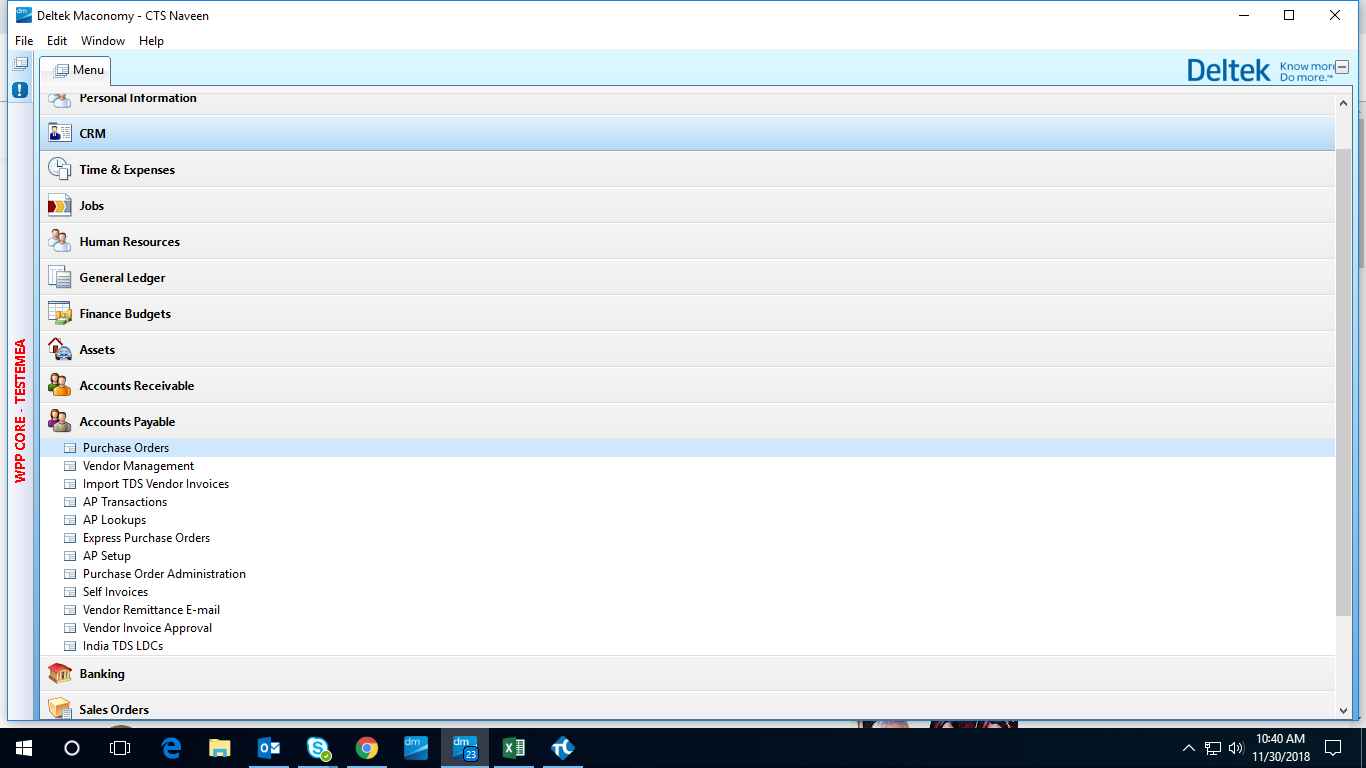 Deltek Maconomy - CTS Naveen
File Edit Window Help
Menu
Deltek Know more
Do more.™
Personal Information
CRM
Time & Expenses
Jobs
Human Resources
General Ledger
Finance Budgets
Assets
Accounts Receivable
Accounts Payable
Purchase Orders
Vendor Management
Import TDS Vendor Invoices
AP Transactions
AP Lookups
Express Purchase Orders
AP Setup
Purchase Order Administration
Self Invoices
Vendor Remittance E-mail
Vendor Invoice Approval
India TDS LDCs
Banking
Sales Orders
WPP CORE - TESTEMEA
dm
dm
23
10:40 AM
11/30/2018